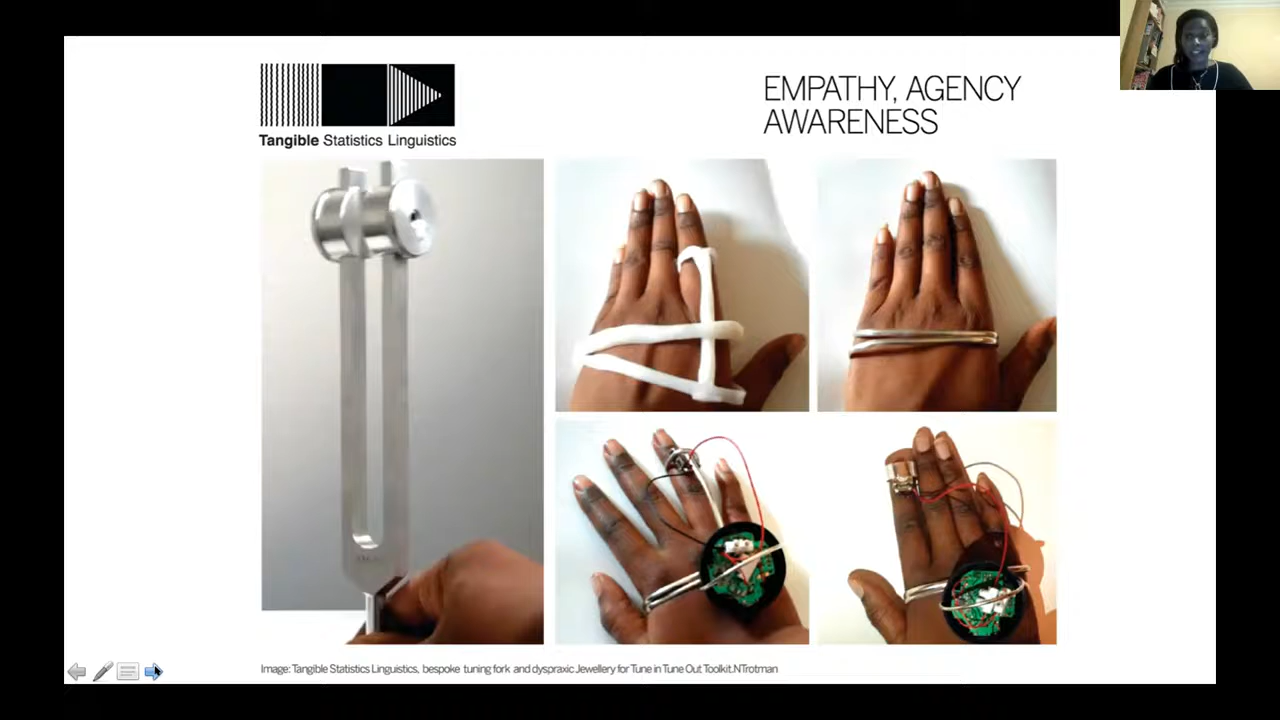 Tangible Statistics Linguistics
EMPATHY, AGENCY
AWARENESS
Image: Tangible Statistics Linguistics, bespoke tuning fork and dyspraxic Jewellery for Tune in Tune Out Toolkit.NTrotman